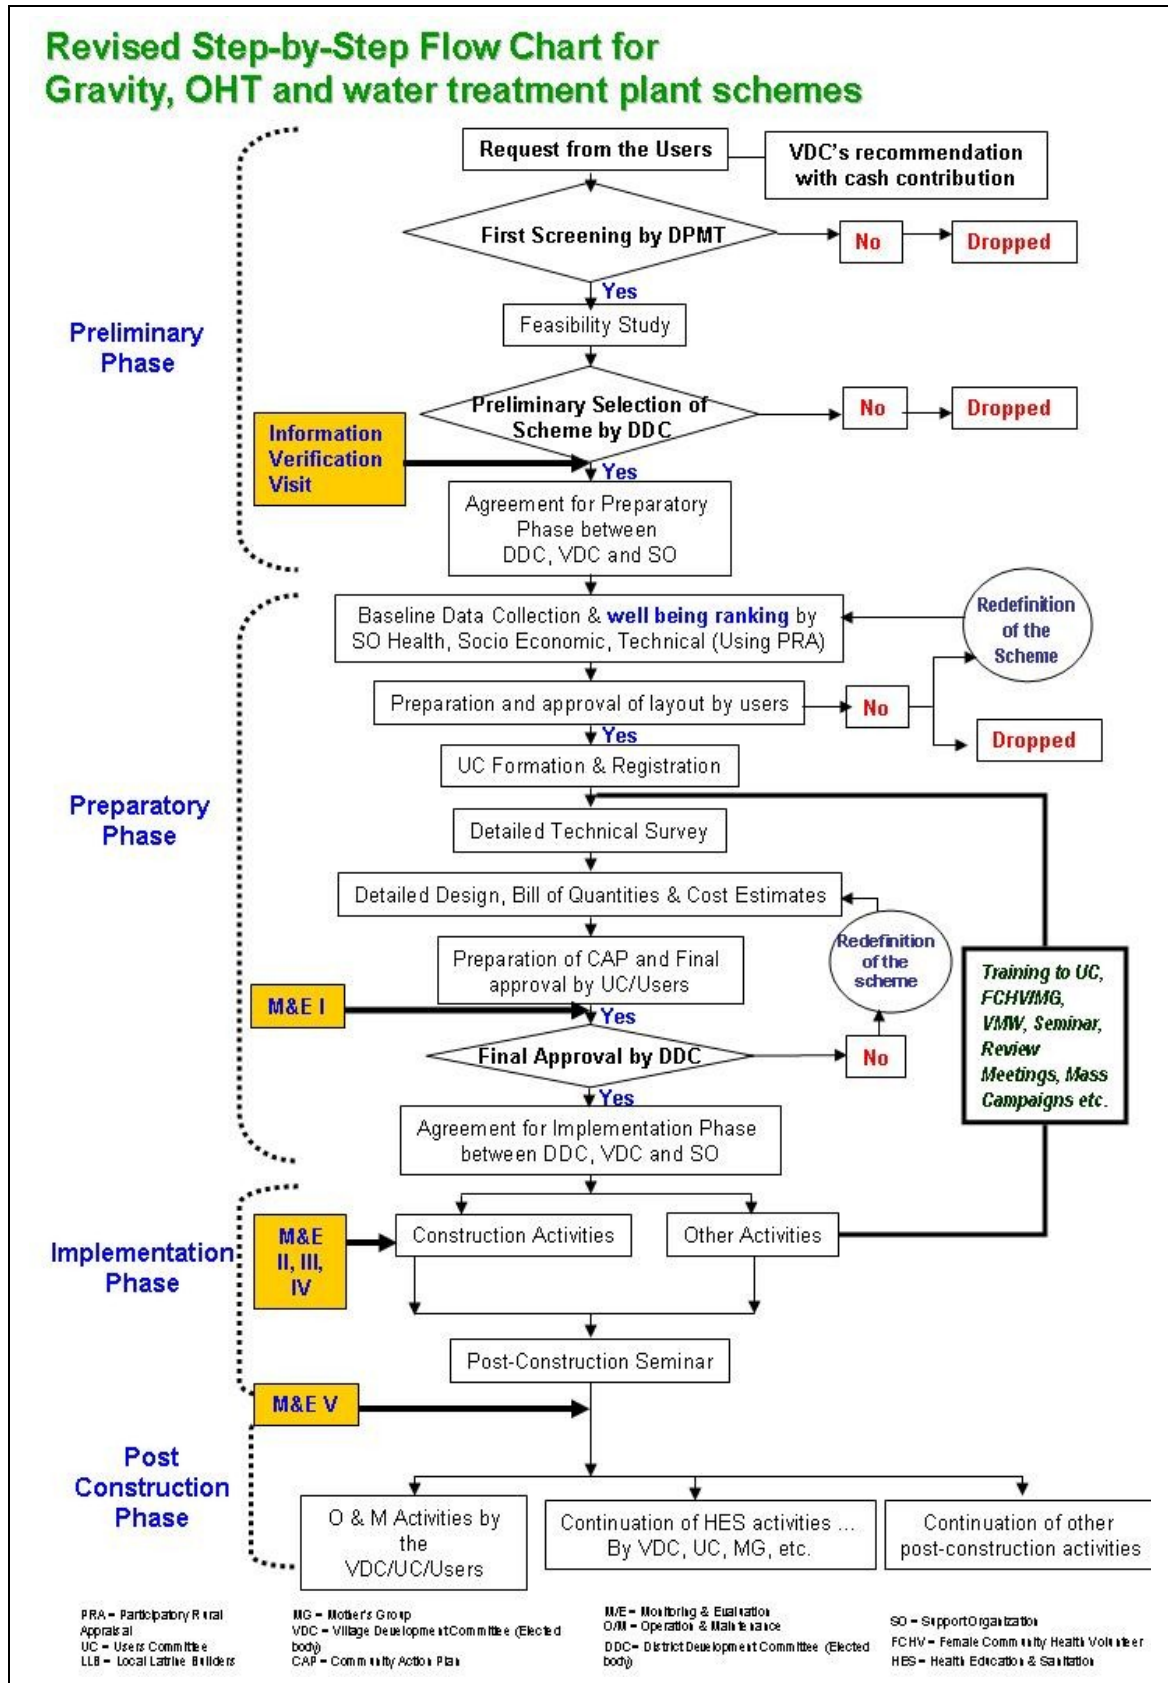 Revised Step-by-Step Flow Chart for
Gravity, OHT and water treatment plant schemes
Request from the Users
VDC's recommendation
with cash contribution
First Screening by DPMT
No
Dropped
Yes
Preliminary
Phase
Feasibility Study
Preliminary Selection of
Scheme by DDC
No
Dropped
Information
Verification
Visit
Yes
Agreement for Preparatory
Phase between
DDC, VDC and SO
Baseline Data Collection & well being ranking by
SO Health, Socio Economic, Technical (Using PRA)
Redefinition
of the
Scheme
Preparation and approval of layout by users
No
Dropped
Yes
UC Formation & Registration
Preparatory
Phase
Detailed Technical Survey
Detailed Design, Bill of Quantities & Cost Estimates
Redefinition
of the
scheme
Preparation of CAP and Final
approval by UC/Users
Training to UC,
FCHV/MG,
VMW, Seminar,
Review
Meetings, Mass
Campaigns etc.
M&E I
Yes
Final Approval by DDC
No
Yes
Agreement for Implementation Phase
between DDC, VDC and SO
Implementation
Phase
M&E
II, III,
IV
Construction Activities
Other Activities
Post-Construction Seminar
M&E V
Post
Construction
Phase
O & M Activities by
the
VDC/UC/Users
Continuation of HES activities ...
By VDC, UC, MG, etc.
Continuation of other
post-construction activities
PRA = Participatory Rural
Appraisal
UC = Users Committee
LLB = Local Latrine Builders
MG = Mother's Group
VDC = Village Development Committee (Elected
body)
CAP = Community Action Plan
M/E = Monitoring & Evaluation
O/M = Operation & Maintenance
DDC = District Development Committee (Elected
body)
SO = Support Organization
FCHV = Female Community Health Volunteer
HES = Health Education & Sanitation